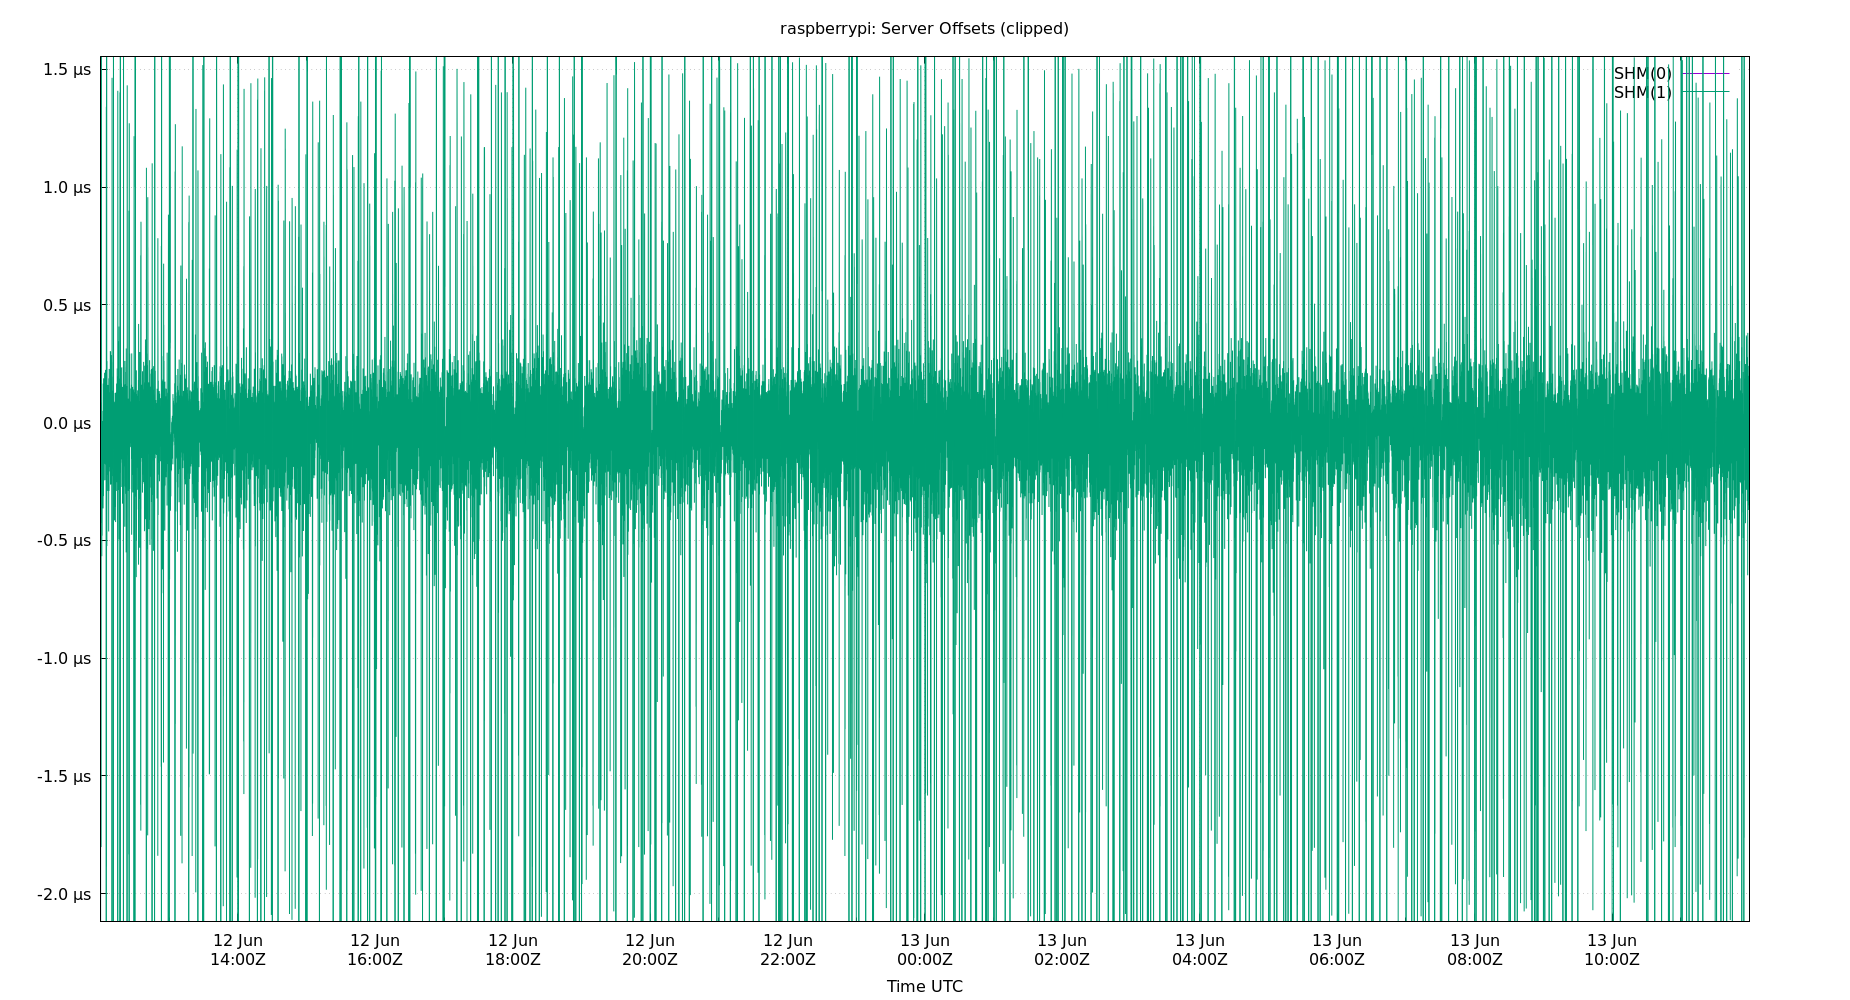 raspberrypi: Server Offsets (clipped)
1.5 µs
1.0 µs
0.5 µs
0.0 µs
-0.5 µs
-1.0 µs
-1.5 µs
-2.0 µs
SHM(0)
SHM(1)
12 Jun 12 Jun 12 Jun 12 Jun 12 Jun 13 Jun 13 Jun 13 Jun 13 Jun 13 Jun 13 Jun
14:00Z 16:00Z 18:00Z 20:00Z 22:00Z 00:00Z 02:00Z 04:00Z 06:00Z 08:00Z 10:00Z
Time UTC